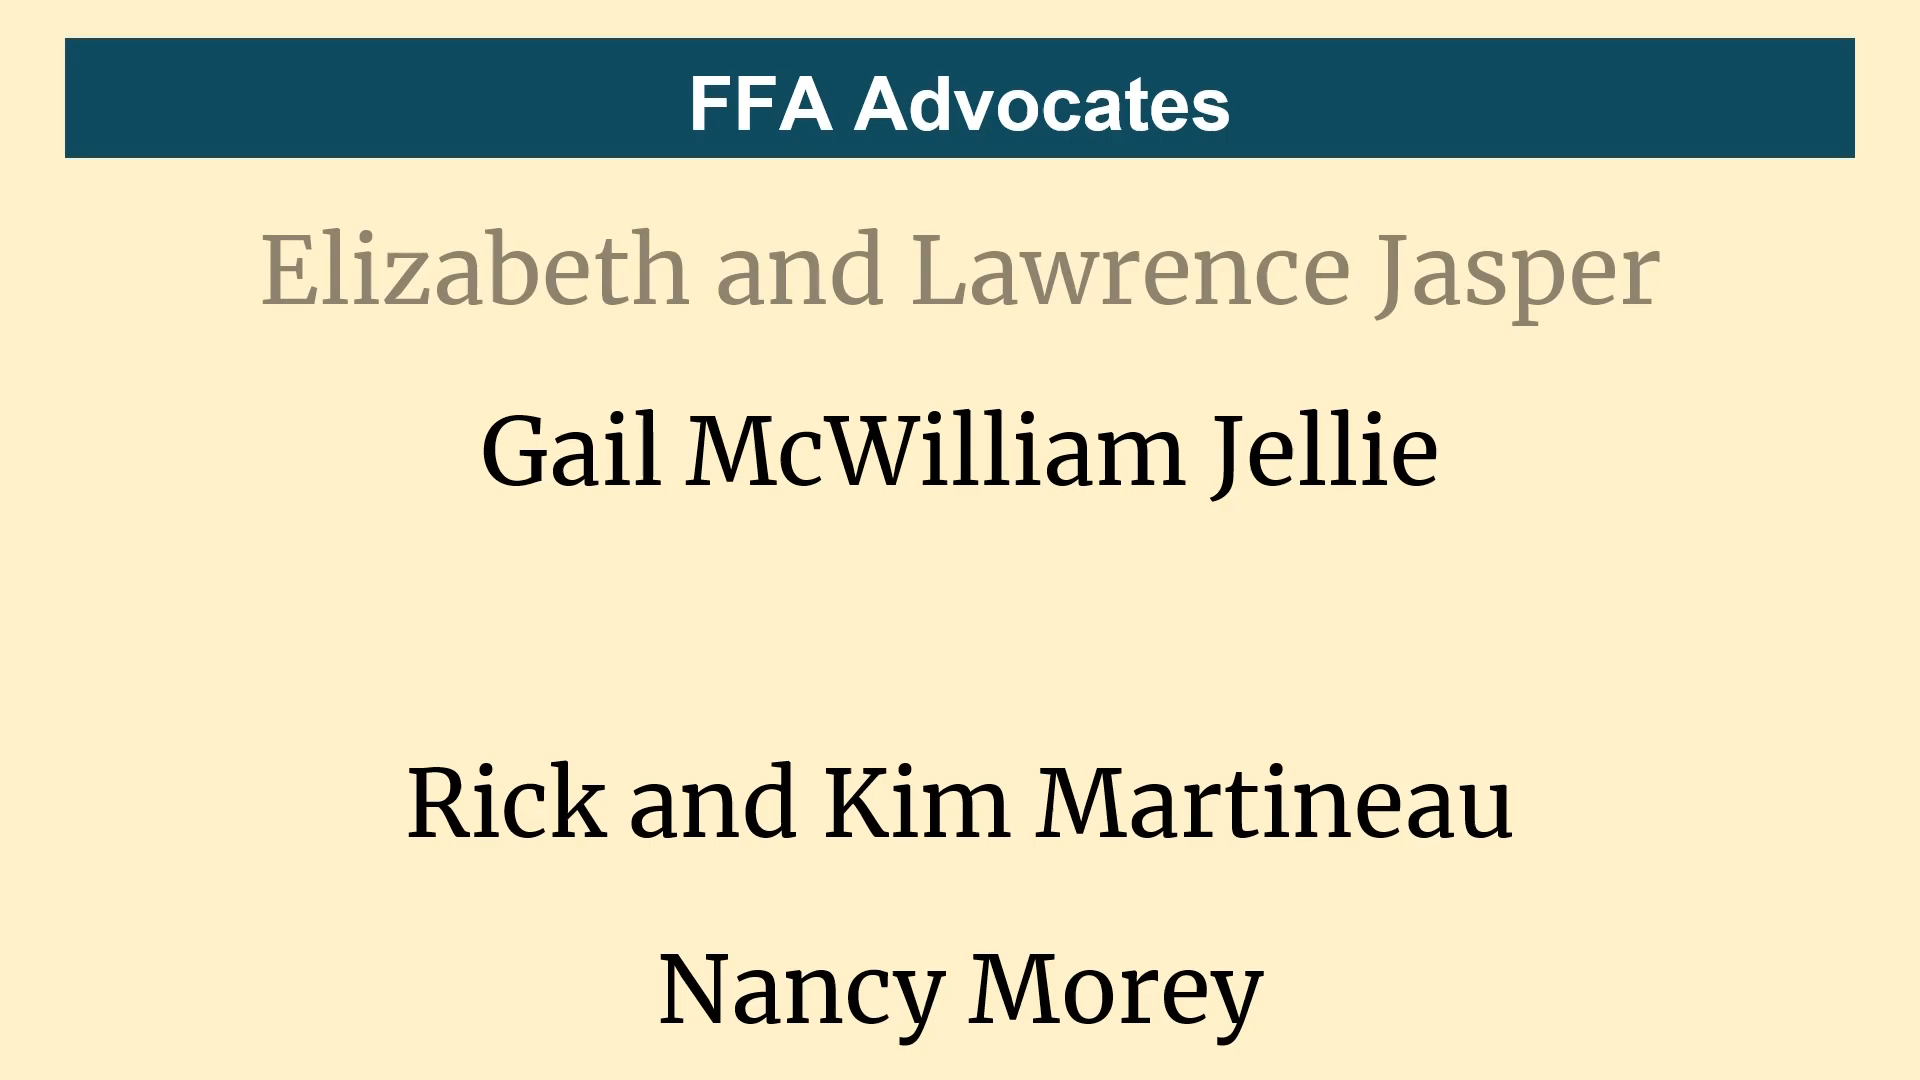 FFA Advocates
Elizabeth and Lawrence Jasper
Gail McWilliam Jellie
Rick and Kim Martineau
Nancy Morey